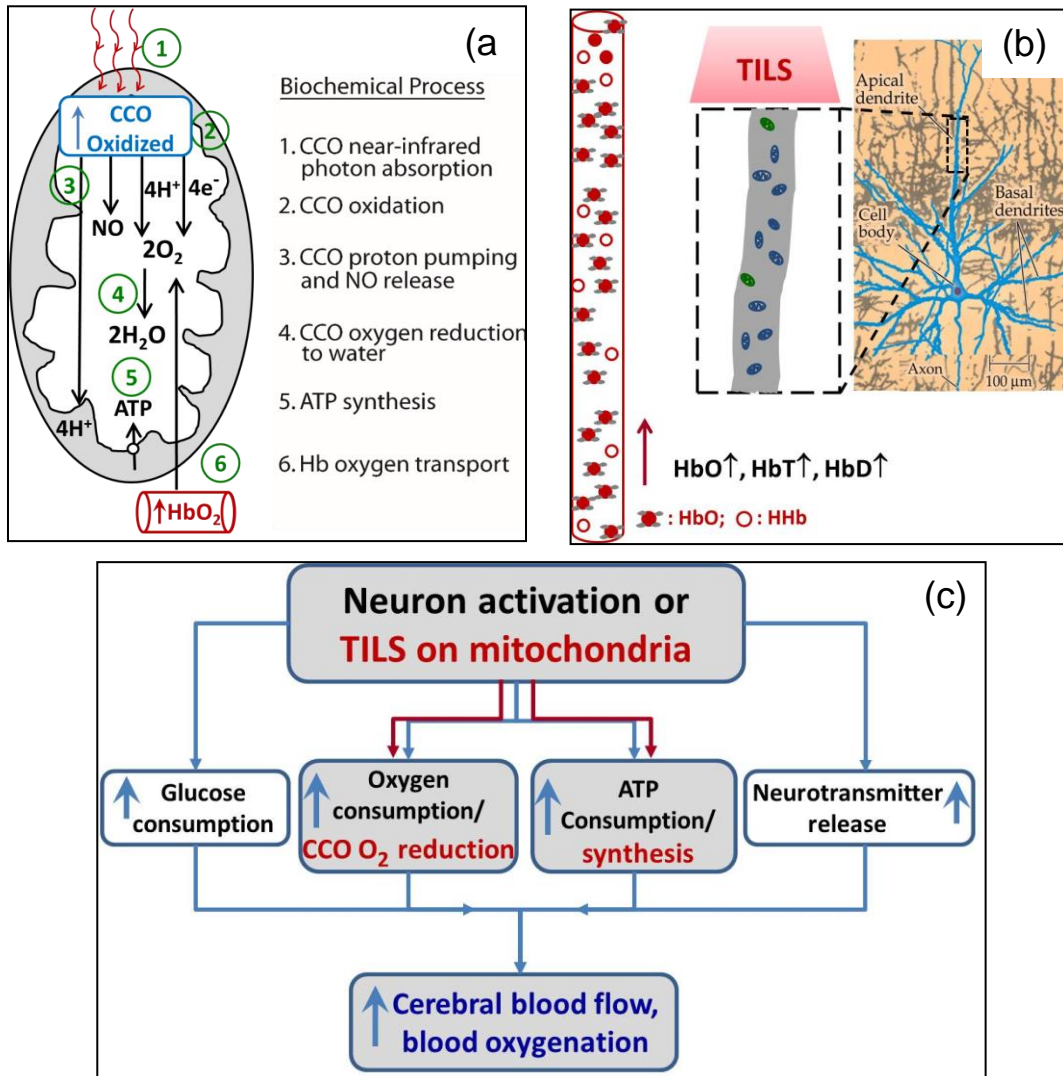 (a)
1
CCO
Oxidized
2
3
4H⁺ 4e⁻
NO
2O₂
4
2H₂O
5
ATP
4H⁺
6
↑HbO₂
Biochemical Process
1. CCO near-infrared
photon absorption
2. CCO oxidation
3. CCO proton pumping
and NO release
4. CCO oxygen reduction
to water
5. ATP synthesis
6. Hb oxygen transport
(b)
TILS
Apical
dendrite
Cell
body
Basal
dendrites
Axon
100 µm
HbO↑, HbT↑, HbD↑
: HbO; : HHb
(c)
Neuron activation or
TILS on mitochondria
Glucose
consumption
Oxygen
consumption/
CCO O₂ reduction
ATP
Consumption/
synthesis
Neurotransmitter
release
Cerebral blood flow,
blood oxygenation